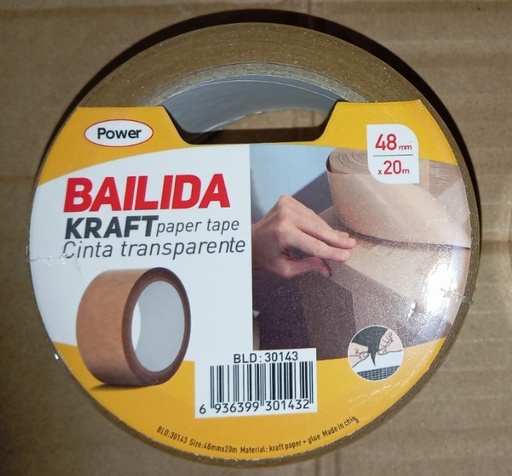 Power
48 mm
x 20m
BAILIDA
KRAFT paper tape
Cinta transparente
BLD:30143
6 936399 301432
BLD:30143 Size:48mmx20m Material: kraft paper + glue Made in china